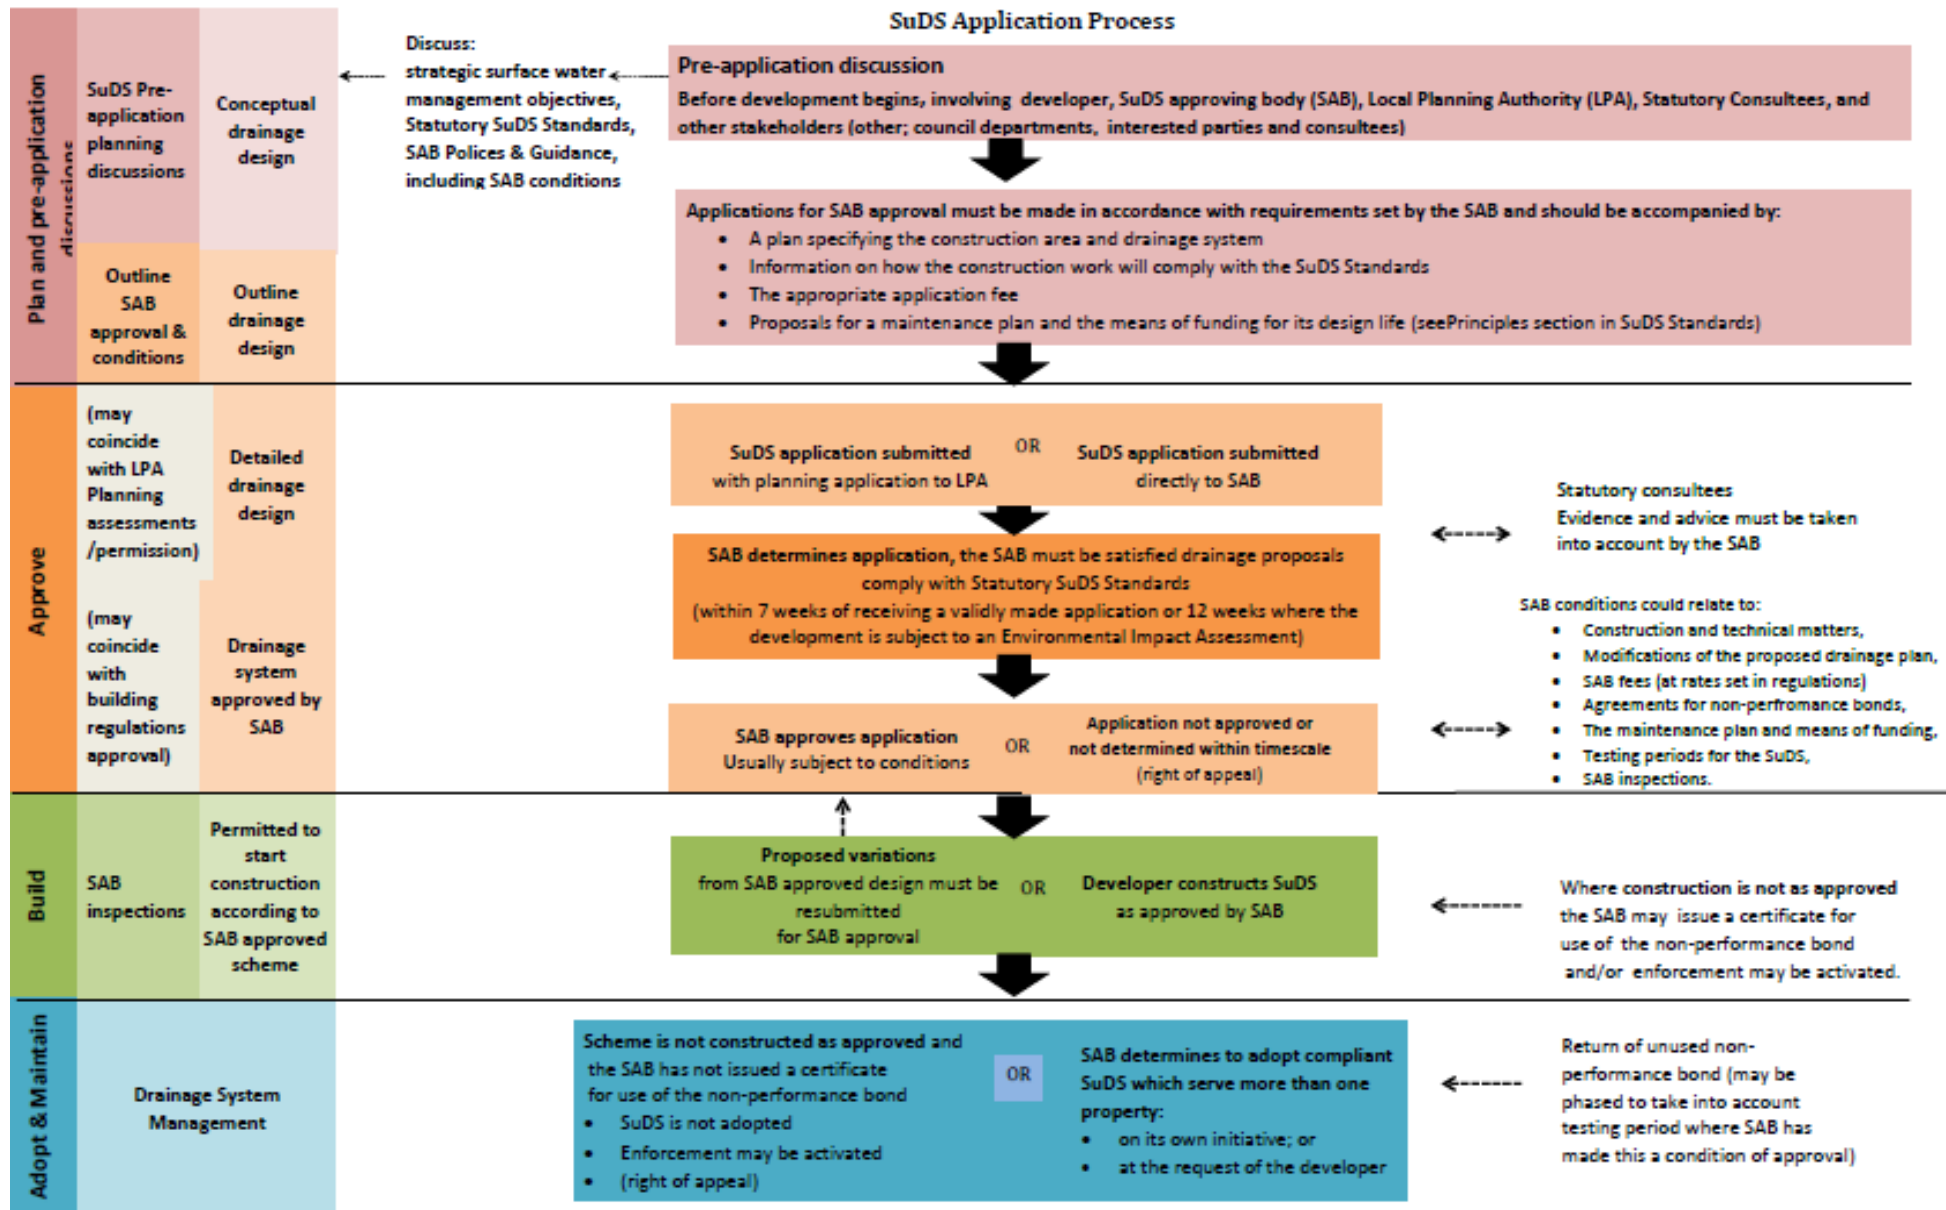 SuDS Application Process
Plan and pre-application
discussions
SuDS Pre-
application
planning
discussions
Conceptual
drainage
design
Discuss:
strategic surface water
management objectives,
Statutory SuDS Standards,
SAB Polices & Guidance,
including SAB conditions
Pre-application discussion
Before development begins, involving developer, SuDS approving body (SAB), Local Planning Authority (LPA), Statutory Consultees, and
other stakeholders (other; council departments, interested parties and consultees)
Outline
SAB
approval &
conditions
Outline
drainage
design
Applications for SAB approval must be made in accordance with requirements set by the SAB and should be accompanied by:
• A plan specifying the construction area and drainage system
• Information on how the construction work will comply with the SuDS Standards
• The appropriate application fee
• Proposals for a maintenance plan and the means of funding for its design life (seePrinciples section in SuDS Standards)
Approve
(may
coincide
with LPA
Planning
assessments
/permission)
Detailed
drainage
design
(may
coincide
with
building
regulations
approval)
Drainage
system
approved by
SAB
SuDS application submitted
with planning application to LPA
OR
SuDS application submitted
directly to SAB
SAB determines application, the SAB must be satisfied drainage proposals
comply with Statutory SuDS Standards
(within 7 weeks of receiving a validly made application or 12 weeks where the
development is subject to an Environmental Impact Assessment)
Statutory consultees
Evidence and advice must be taken
into account by the SAB
SAB approves application
Usually subject to conditions
OR
Application not approved or
not determined within timescale
(right of appeal)
SAB conditions could relate to:
• Construction and technical matters,
• Modifications of the proposed drainage plan,
• SAB fees (at rates set in regulations)
• Agreements for non-perfromance bonds,
• The maintenance plan and means of funding,
• Testing periods for the SuDS,
• SAB inspections.
Build
SAB
inspections
Permitted to
start
construction
according to
SAB approved
scheme
Proposed variations
from SAB approved design must be
resubmitted
for SAB approval
OR
Developer constructs SuDS
as approved by SAB
Where construction is not as approved
the SAB may issue a certificate for
use of the non-performance bond
and/or enforcement may be activated.
Adopt & Maintain
Drainage System
Management
Scheme is not constructed as approved and
the SAB has not issued a certificate
for use of the non-performance bond
• SuDS is not adopted
• Enforcement may be activated
• (right of appeal)
OR
SAB determines to adopt compliant
SuDS which serve more than one
property:
• on its own initiative; or
• at the request of the developer
Return of unused non-
performance bond (may be
phased to take into account
testing period where SAB has
made this a condition of approval)